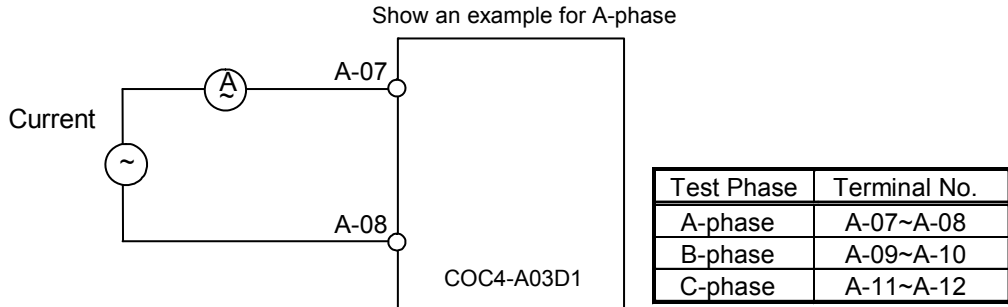 Show an example for A-phase
A-07
A
~
Current
~
A-08
COC4-A03D1
Test Phase Terminal No.
A-phase A-07~A-08
B-phase A-09~A-10
C-phase A-11~A-12